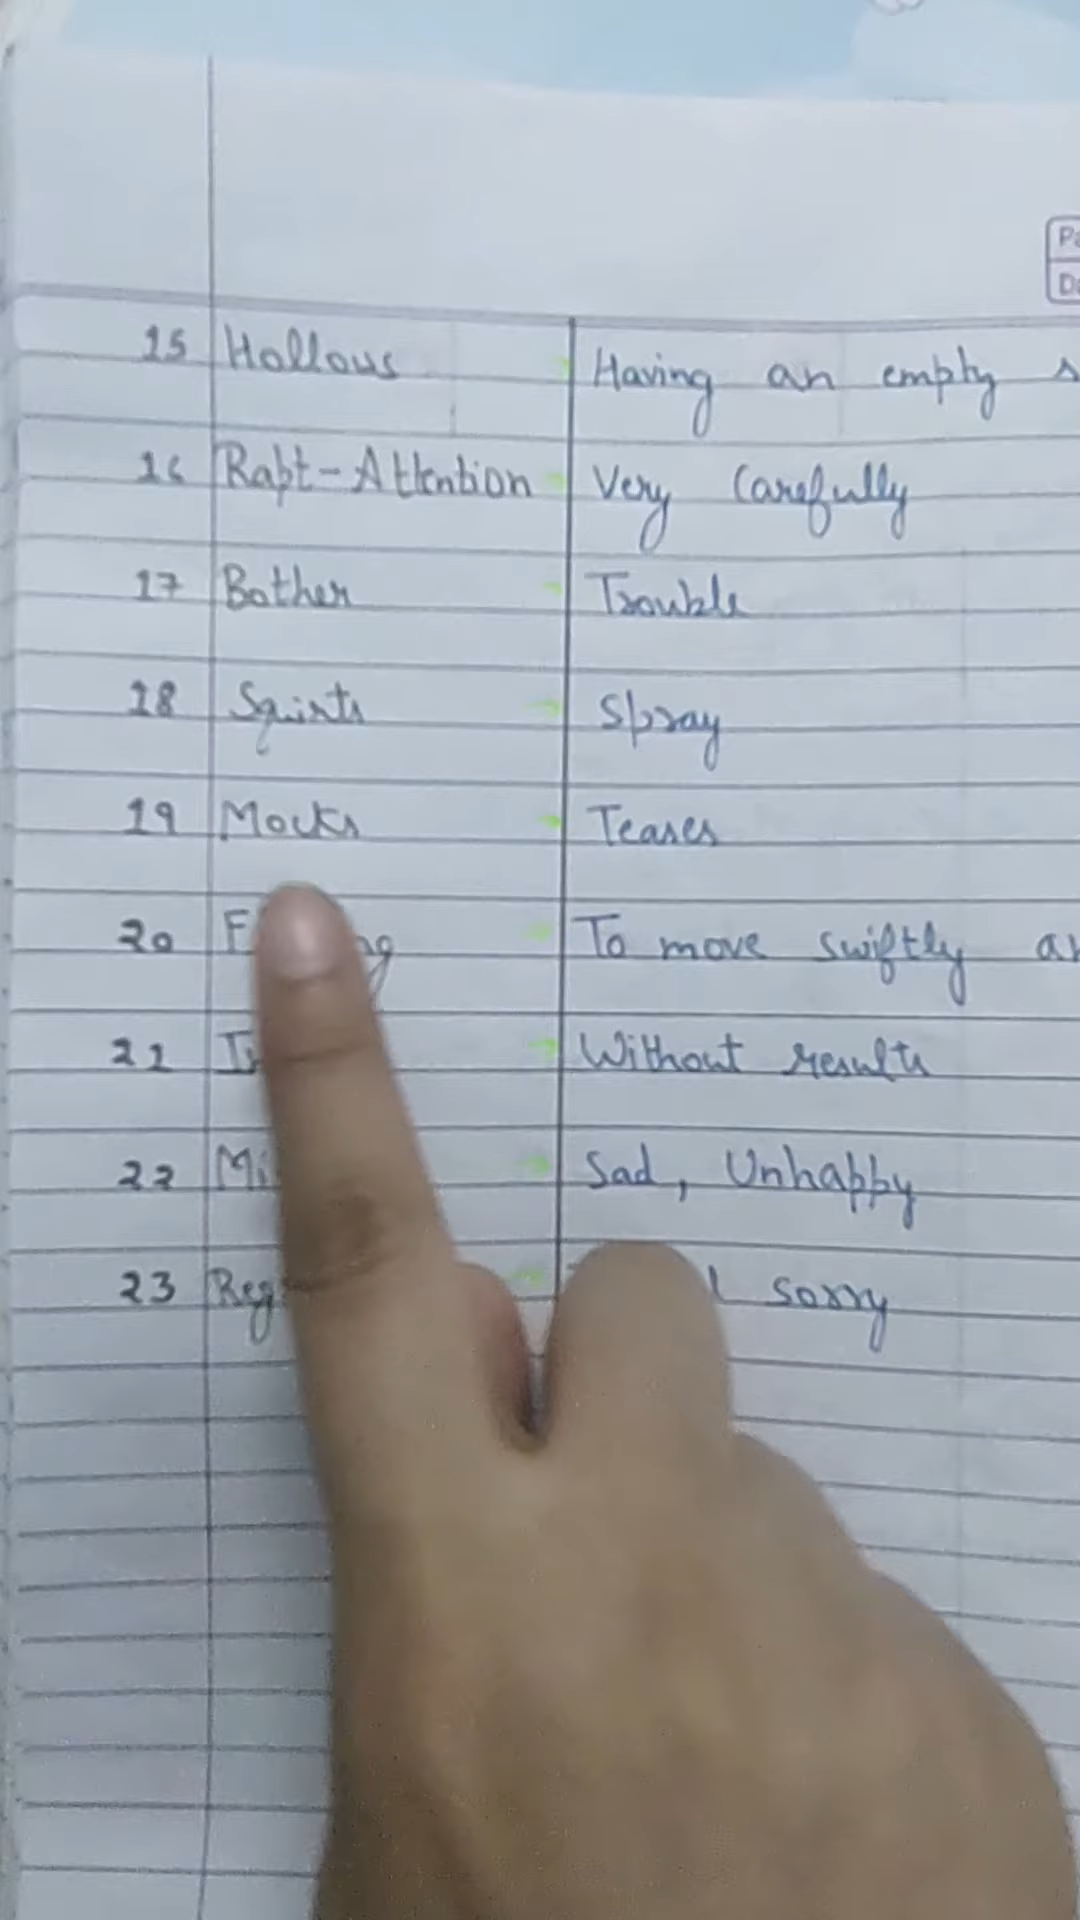 15 Hollows Having an empty
16 Rapt-Attention Very Carefully
17 Bother Trouble
18 Squirts Spray
19 Mocks Teases
20 To move swiftly
21 Without results
22 Sad, Unhappy
23 sorry